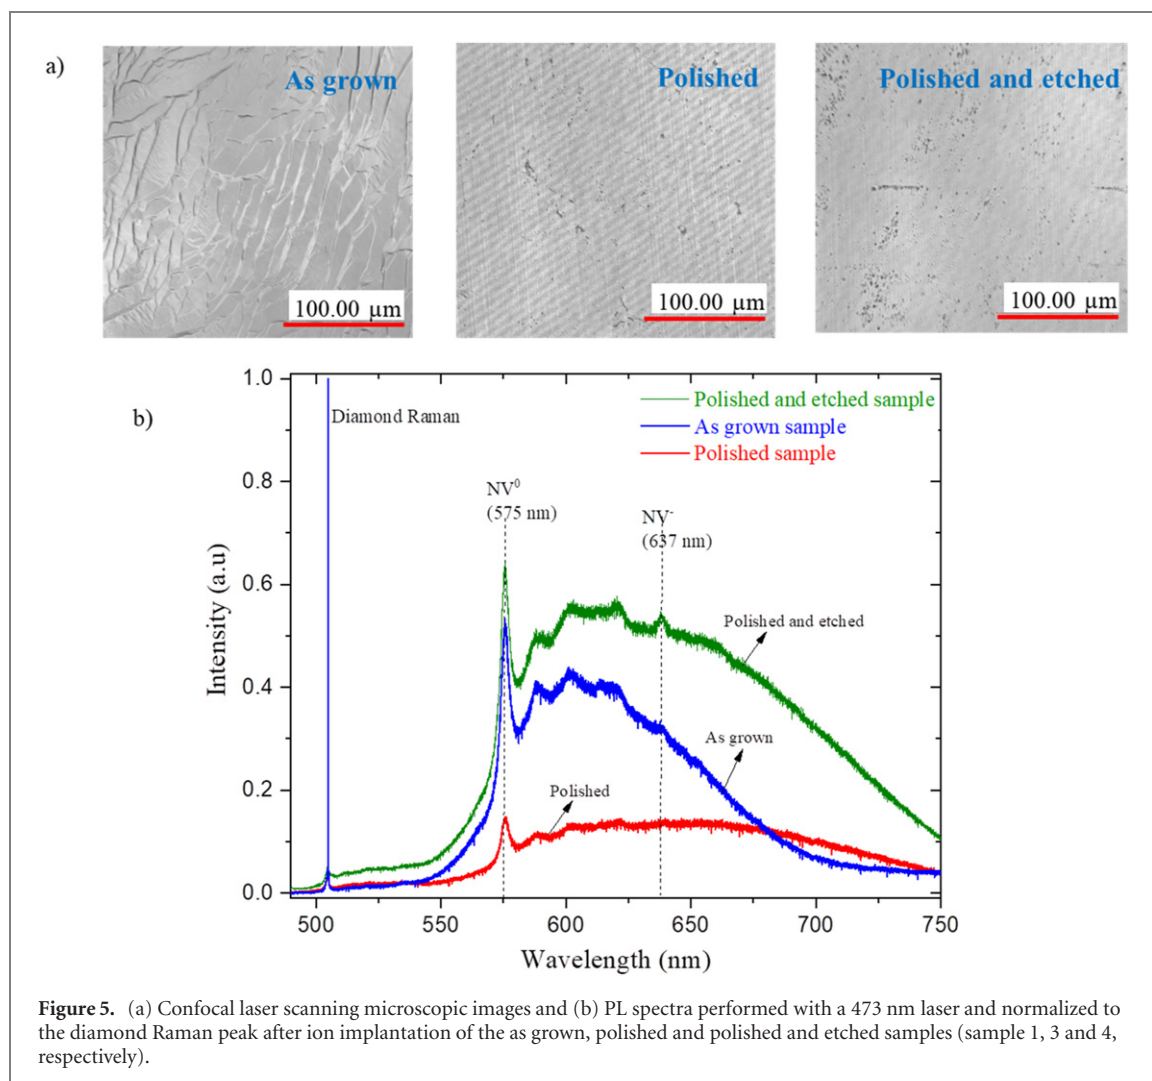 a)
As grown
Polished
Polished and etched
100.00 µm
100.00 µm
100.00 µm
b)
1.0
0.8
0.6
0.4
0.2
0.0
Intensity (a.u)
Diamond Raman
Polished and etched sample
As grown sample
Polished sample
NV⁰
(575 nm)
NV⁻
(637 nm)
Polished and etched
As grown
Polished
500
550
600
650
700
750
Wavelength (nm)
Figure 5. (a) Confocal laser scanning microscopic images and (b) PL spectra performed with a 473 nm laser and normalized to
the diamond Raman peak after ion implantation of the as grown, polished and polished and etched samples (sample 1, 3 and 4,
respectively).